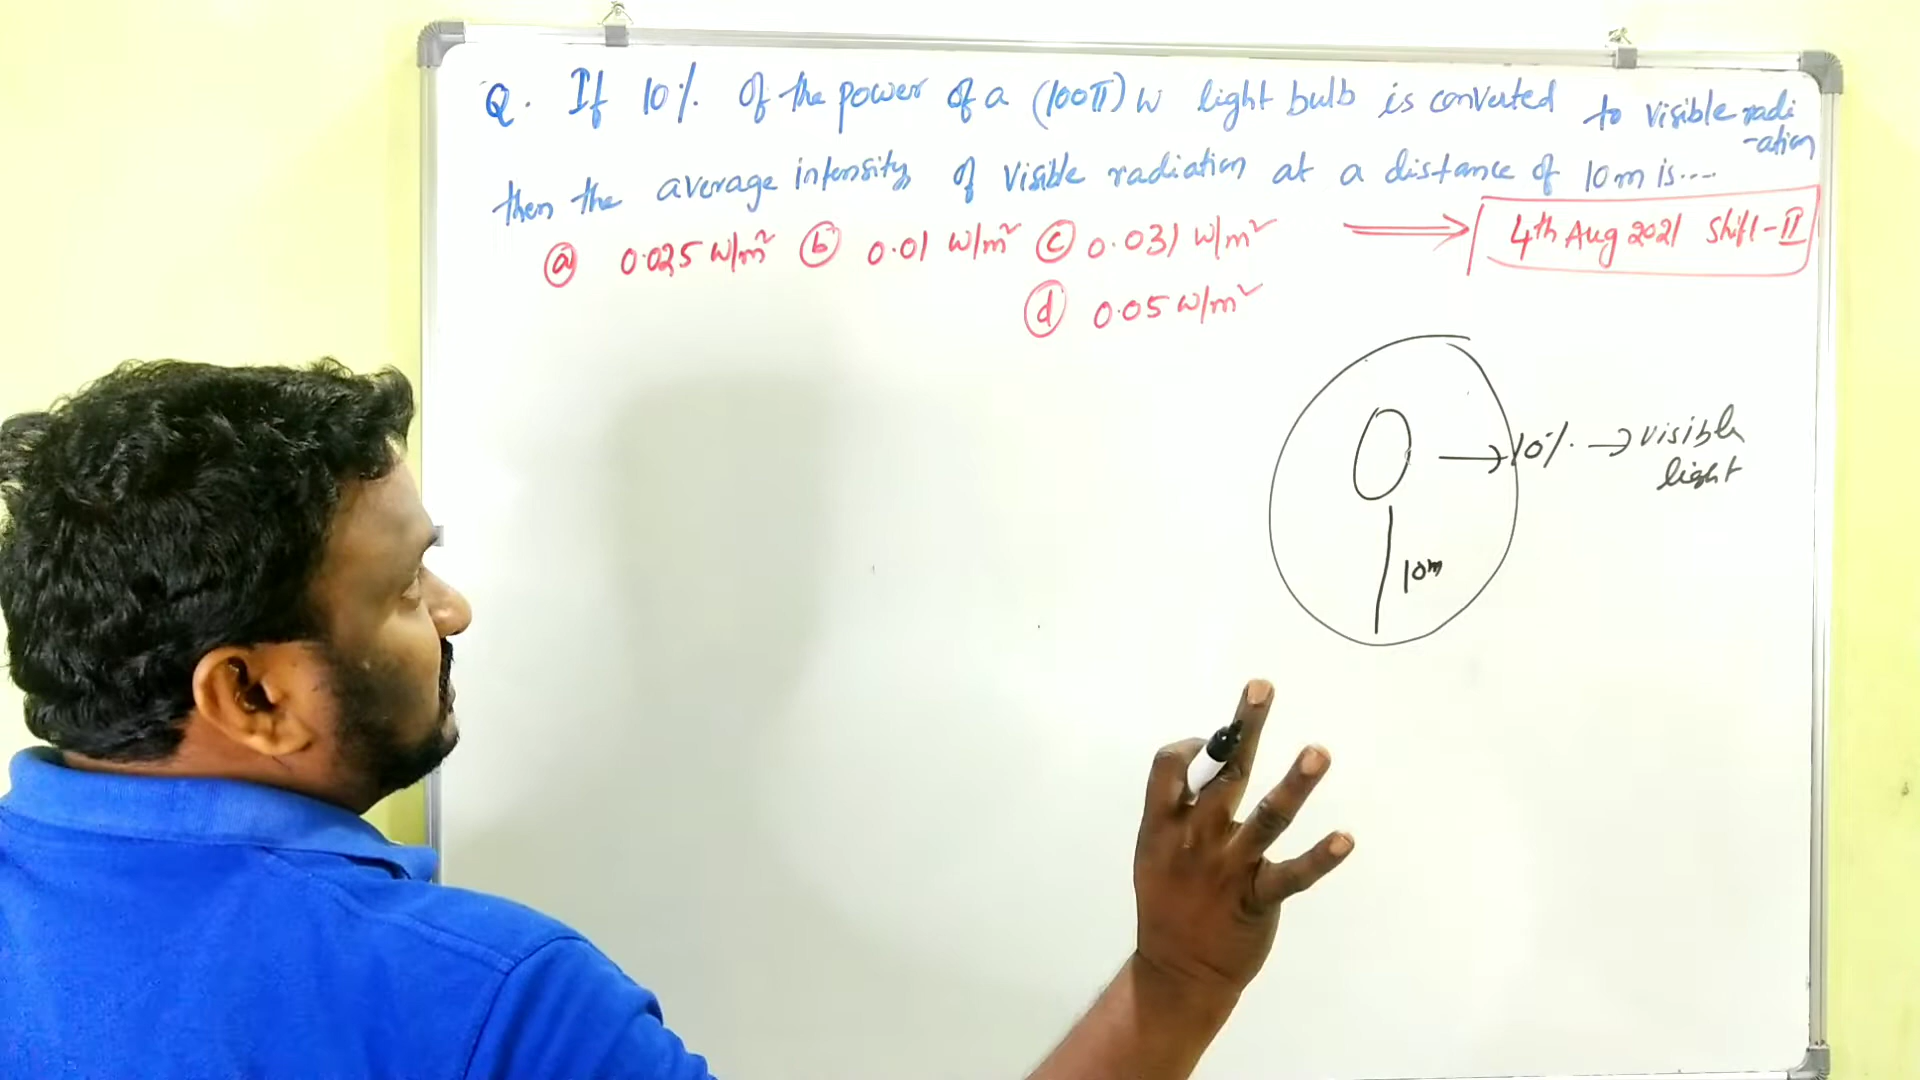 Q. If 10% of the power of a (100π) W light bulb is converted to visible radi
-ation
then the average intensity of visible radiation at a distance of 10 m is....
ⓐ 0.025 W/m² ⓑ 0.01 W/m² ⓒ 0.031 W/m² ⟹ 4th Aug 2021 Shift-II
ⓓ 0.05 W/m²
→ 10% → visible
light
10m